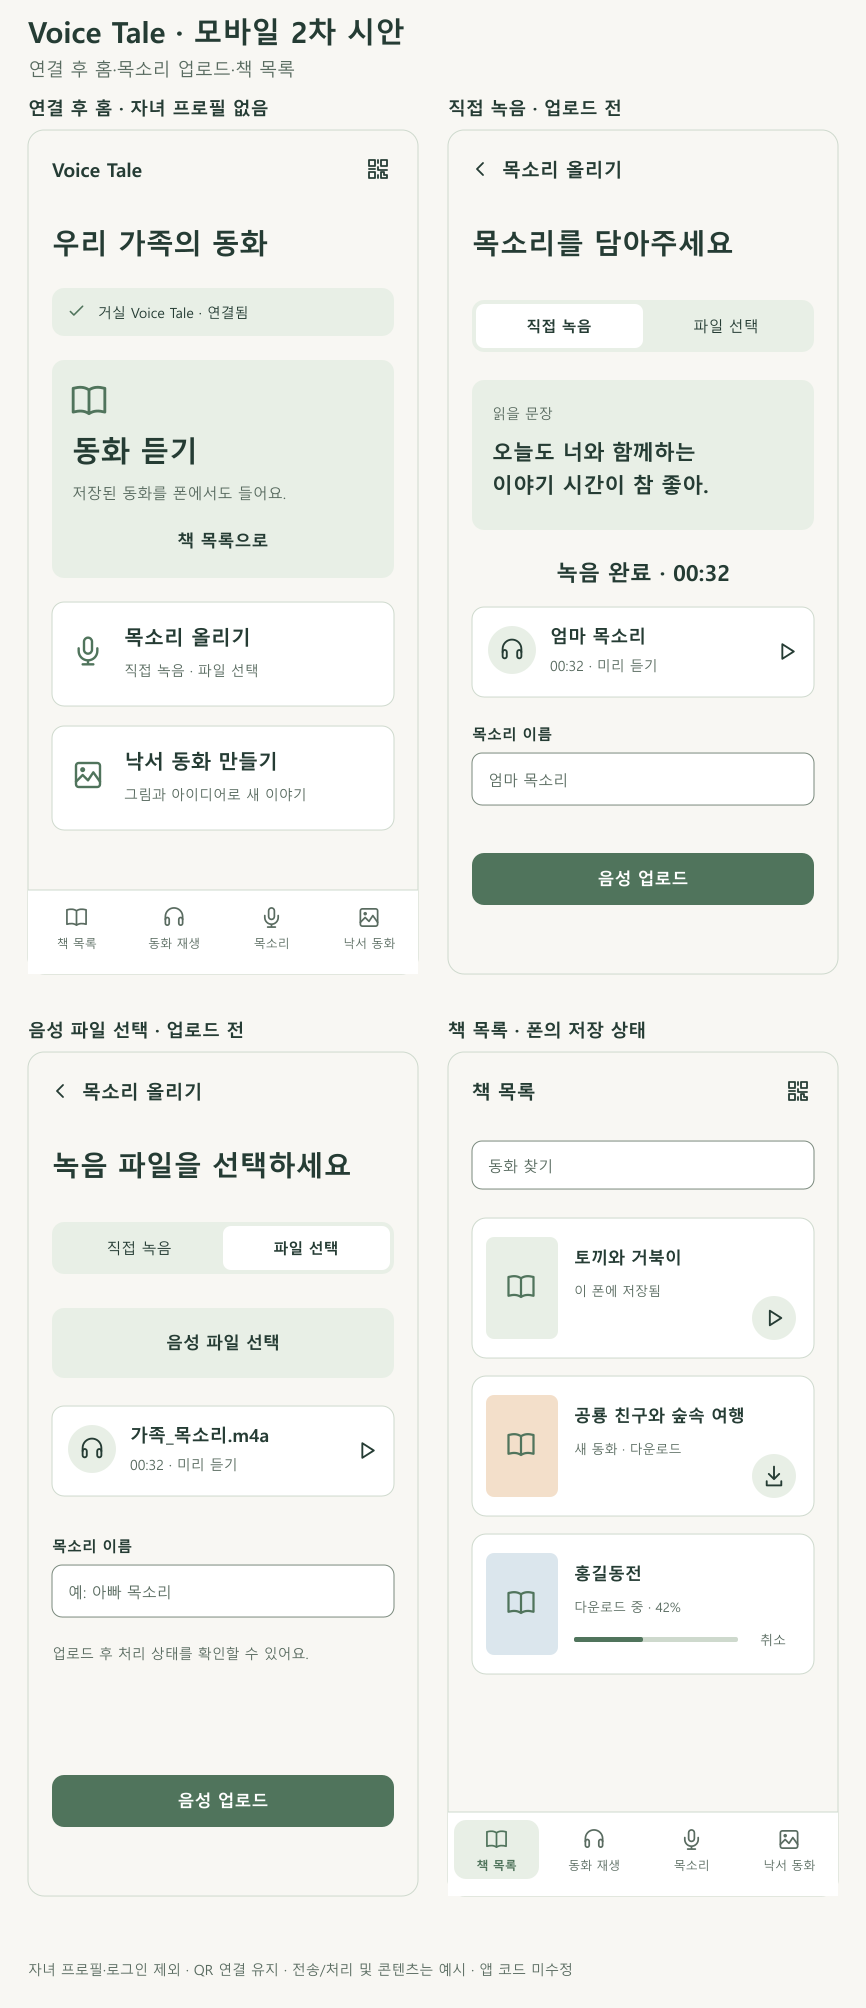 Voice Tale · 모바일 2차 시안
연결 후 홈·목소리 업로드·책 목록
연결 후 홈 · 자녀 프로필 없음
Voice Tale
우리 가족의 동화
거실 Voice Tale · 연결됨
동화 듣기
저장된 동화를 폰에서도 들어요.
책 목록으로
목소리 올리기
직접 녹음 · 파일 선택
낙서 동화 만들기
그림과 아이디어로 새 이야기
책 목록
동화 재생
목소리
낙서 동화
직접 녹음 · 업로드 전
목소리 올리기
목소리를 담아주세요
직접 녹음
파일 선택
읽을 문장
오늘도 너와 함께하는
이야기 시간이 참 좋아.
녹음 완료 · 00:32
엄마 목소리
00:32 · 미리 듣기
목소리 이름
엄마 목소리
음성 업로드
음성 파일 선택 · 업로드 전
목소리 올리기
녹음 파일을 선택하세요
직접 녹음
파일 선택
음성 파일 선택
가족_목소리.m4a
00:32 · 미리 듣기
목소리 이름
예: 아빠 목소리
업로드 후 처리 상태를 확인할 수 있어요.
음성 업로드
책 목록 · 폰의 저장 상태
책 목록
동화 찾기
토끼와 거북이
이 폰에 저장됨
공룡 친구와 숲속 여행
새 동화 · 다운로드
홍길동전
다운로드 중 · 42%
취소
책 목록
동화 재생
목소리
낙서 동화
자녀 프로필·로그인 제외 · QR 연결 유지 · 전송/처리 및 콘텐츠는 예시 · 앱 코드 미수정